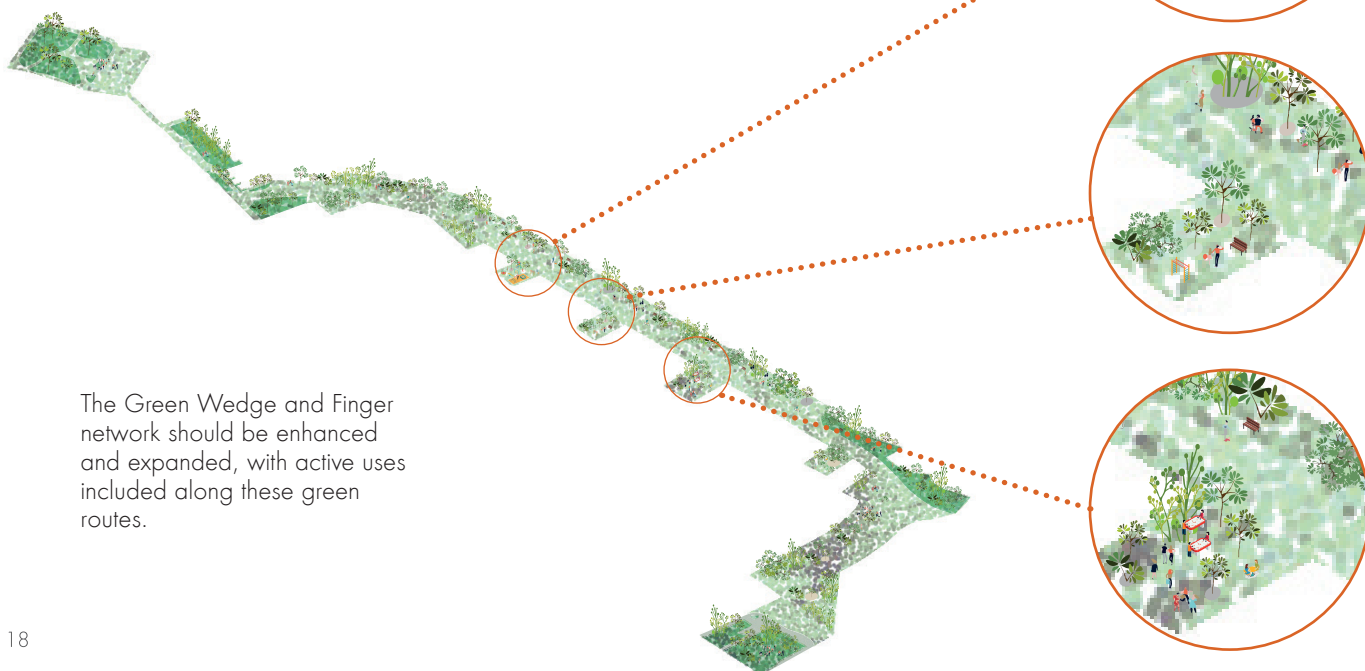 The Green Wedge and Finger
network should be enhanced
and expanded, with active uses
included along these green
routes.
18